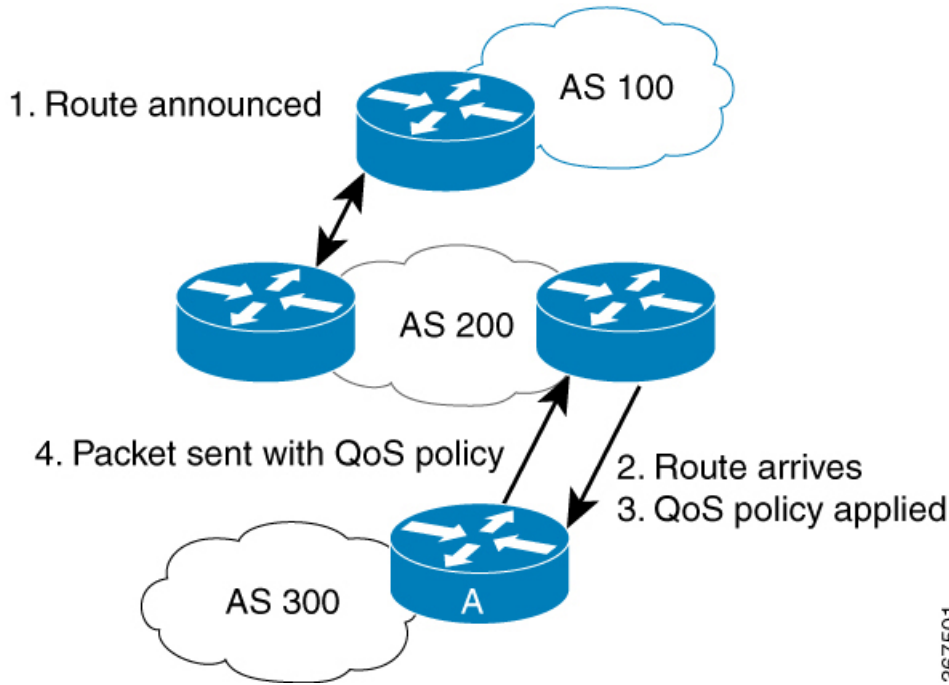 1. Route announced
AS 100
AS 200
4. Packet sent with QoS policy
2. Route arrives
3. QoS policy applied
AS 300
A
367501